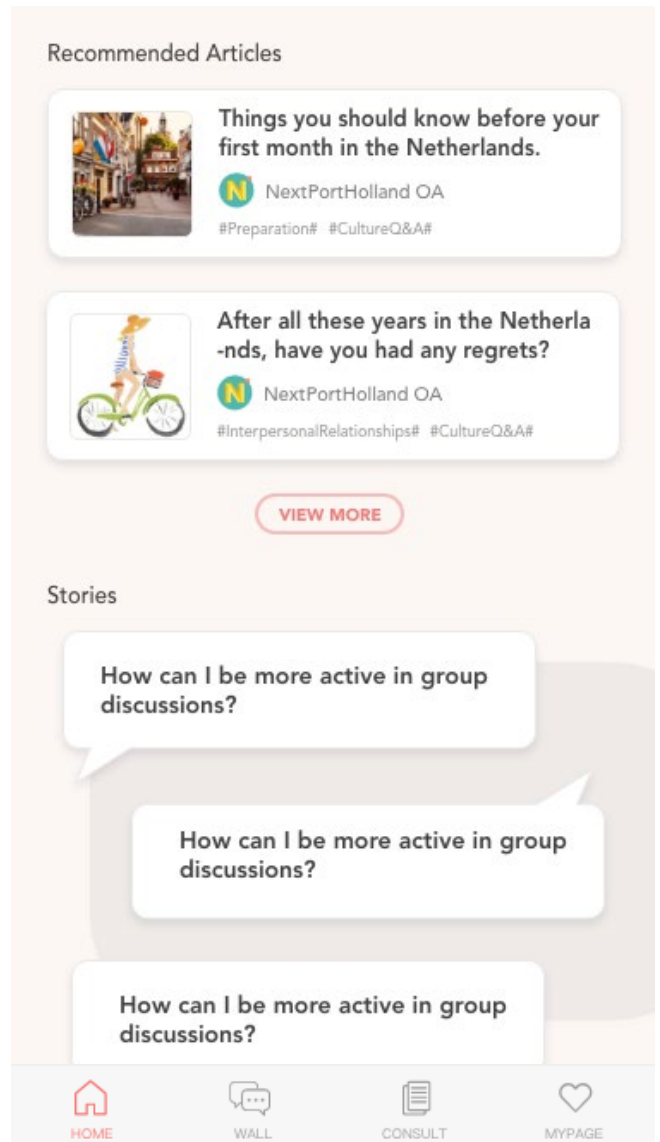 Recommended Articles
Things you should know before your
first month in the Netherlands.
N NextPortHolland OA
#Preparation# #CultureQ&A#
After all these years in the Netherla
-nds, have you had any regrets?
N NextPortHolland OA
#InterpersonalRelationships# #CultureQ&A#
VIEW MORE
Stories
How can I be more active in group
discussions?
How can I be more active in group
discussions?
How can I be more active in group
discussions?
HOME WALL CONSULT MYPAGE